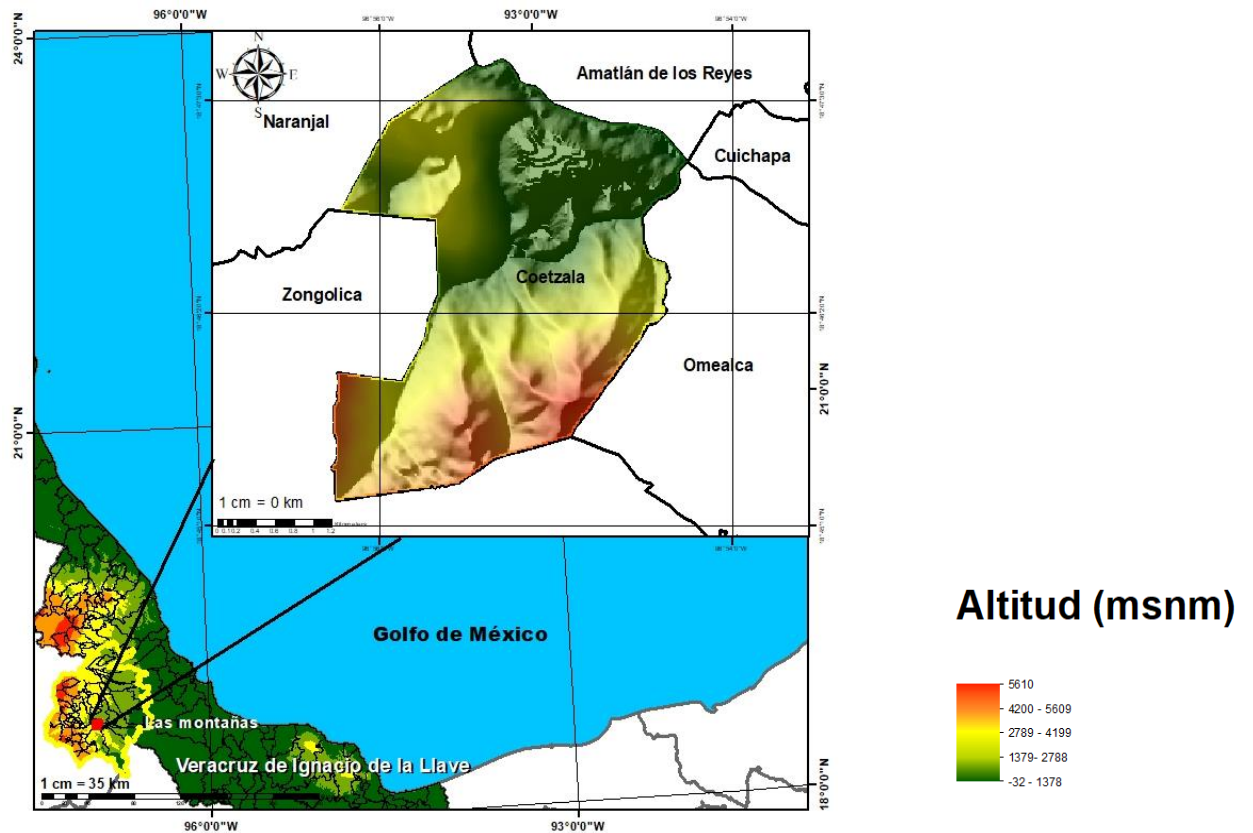 96°0'0"W
93°0'0"W
24°0'0"N
N
W
E
S
Amatlán de los Reyes
Naranjal
Cuichapa
Coetzala
Zongolica
Omealca
21°0'0"N
21°0'0"N
1 cm = 0 km
Golfo de México
Altitud (msnm)
5610
4200 - 5609
2789 - 4199
1379- 2788
-32 - 1378
Las montañas
Veracruz de Ignacio de la Llave
1 cm = 35 km
18°0'0"N
96°0'0"W
93°0'0"W